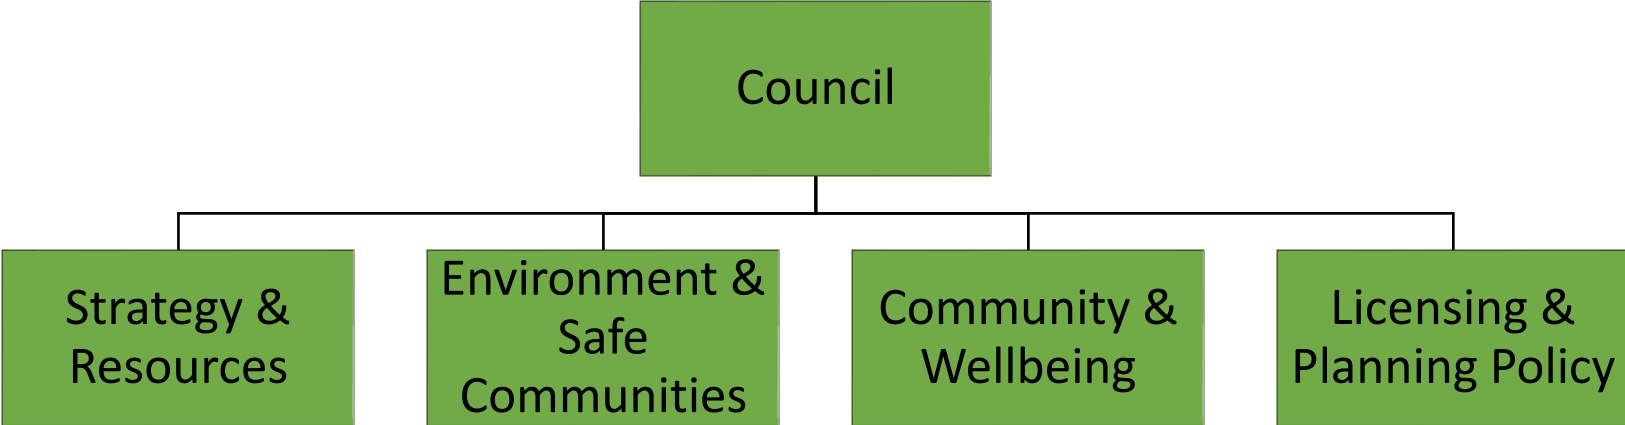 Council
Strategy &
Resources
Environment &
Safe
Communities
Community &
Wellbeing
Licensing &
Planning Policy